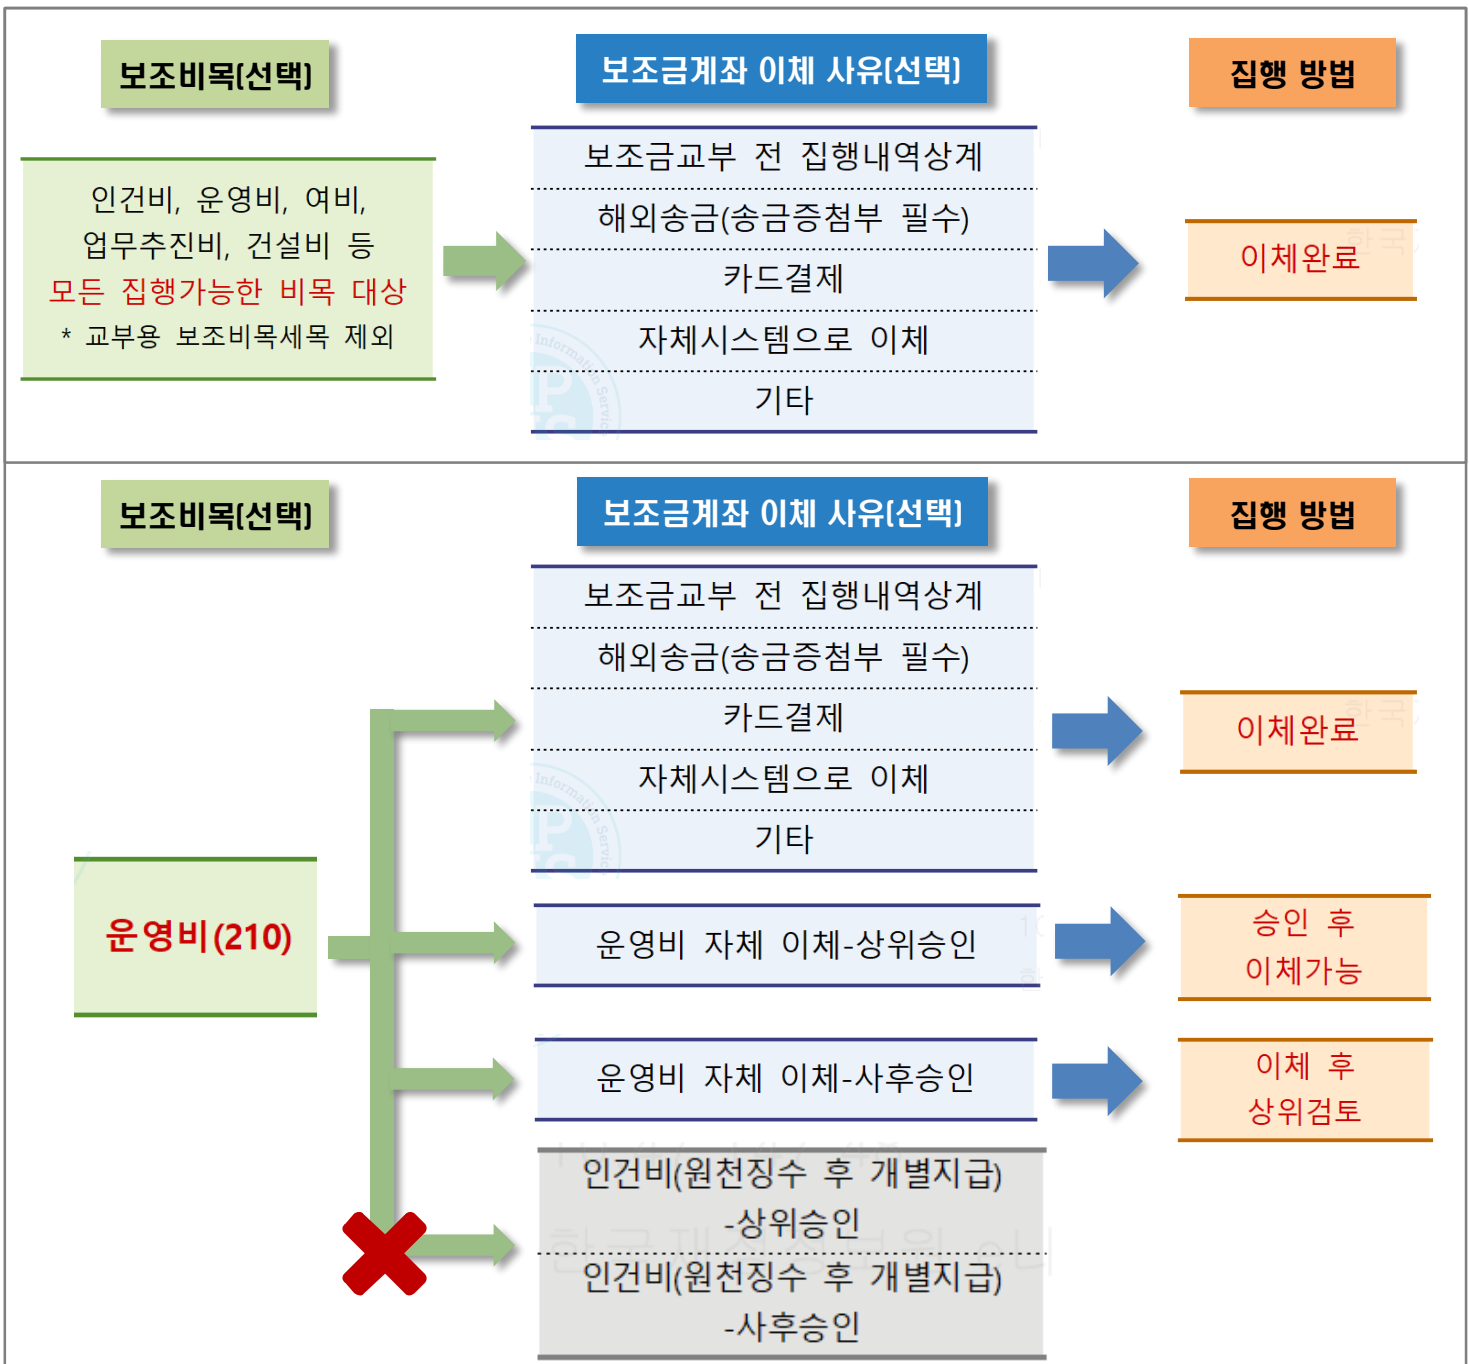 보조비목(선택)
보조금계좌 이체 사유(선택)
집행 방법
인건비, 운영비, 여비,
업무추진비, 건설비 등
모든 집행가능한 비목 대상
* 교부용 보조비목세목 제외
보조금교부 전 집행내역상계
해외송금(송금증첨부 필수)
카드결제
자체시스템으로 이체
기타
이체완료
보조비목(선택)
보조금계좌 이체 사유(선택)
집행 방법
운영비(210)
보조금교부 전 집행내역상계
해외송금(송금증첨부 필수)
카드결제
자체시스템으로 이체
기타
이체완료
운영비 자체 이체-상위승인
승인 후
이체가능
운영비 자체 이체-사후승인
이체 후
상위검토
인건비(원천징수 후 개별지급)
-상위승인
인건비(원천징수 후 개별지급)
-사후승인